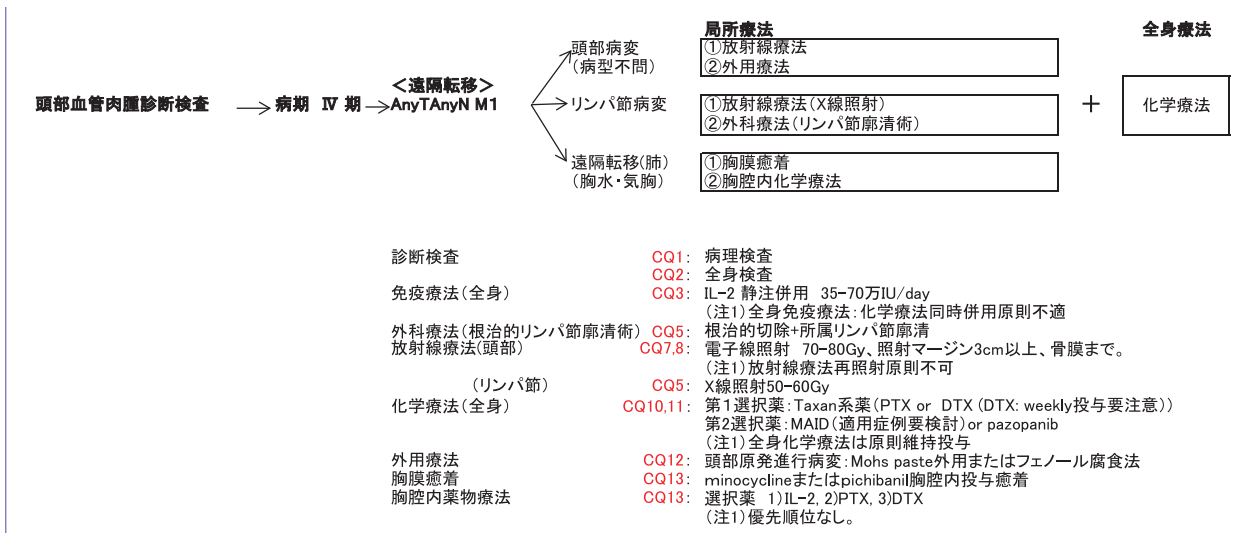 局所療法
全身療法
頭部病変
(病型不問)
①放射線療法
②外用療法
頭部血管内腫診断検査
病期 Ⅳ 期
<遠隔転移>
AnyTAnyN M1
リンパ節病変
①放射線療法(X線照射)
②外科療法(リンパ節廓清術)
+
化学療法
遠隔転移(肺)
(胸水・気胸)
①胸膜癒着
②胸腔内化学療法
診断検査 CQ1: 病理検査
CQ2: 全身検査
免疫療法(全身) CQ3: IL-2 静注併用 35-70万IU/day
(注1)全身免疫療法:化学療法同時併用原則不適
外科療法(根治的リンパ節廓清術) CQ5: 根治的切除+所属リンパ節廓清
放射線療法(頭部) CQ7,8: 電子線照射 70-80Gy、照射マージン3cm以上、骨膜まで。
(注1)放射線療法再照射原則不可
(リンパ節) CQ5: X線照射50-60Gy
化学療法(全身) CQ10,11: 第1選択薬:Taxan系薬(PTX or DTX (DTX: weekly投与要注意))
第2選択薬:MAID(適用症例要検討)or pazopanib
(注1)全身化学療法は原則維持投与
外用療法 CQ12: 頭部原発進行病変:Mohs paste外用またはフェノール腐食法
胸膜癒着 CQ13: minocyclineまたはpichibanil胸腔内投与癒着
胸腔内薬物療法 CQ13: 選択薬 1)IL-2, 2)PTX, 3)DTX
(注1)優先順位なし。